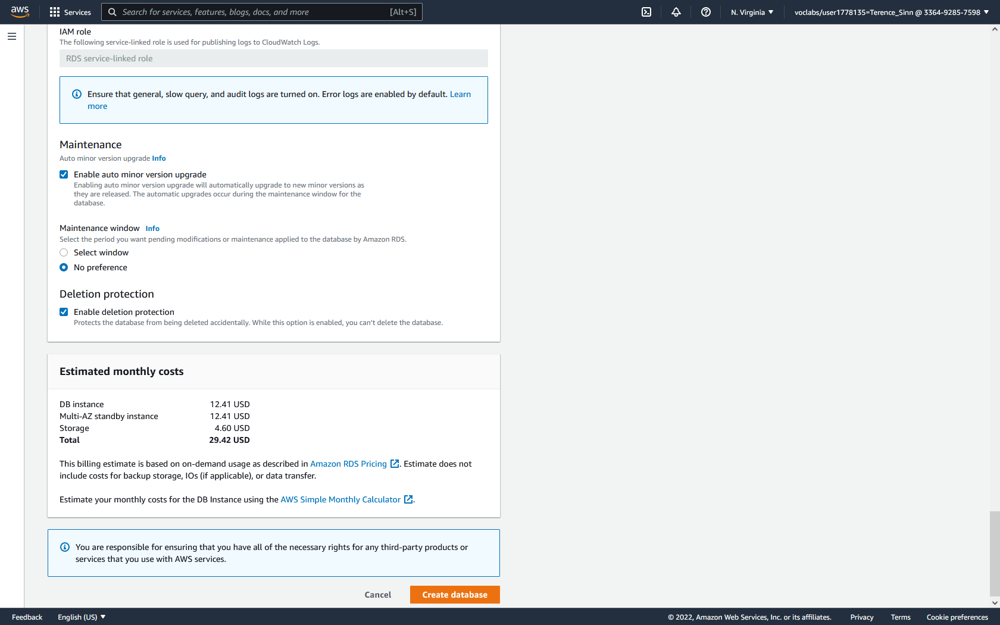 aws
Services
Search for services, features, blogs, docs, and more [Alt+S]
N. Virginia ▼
voclabs/user1778135=Terence_Sinn @ 3364-9285-7598 ▼
IAM role
The following service-linked role is used for publishing logs to CloudWatch Logs.
RDS service-linked role
Ensure that general, slow query, and audit logs are turned on. Error logs are enabled by default. Learn
more
Maintenance
Auto minor version upgrade Info
Enable auto minor version upgrade
Enabling auto minor version upgrade will automatically upgrade to new minor versions as
they are released. The automatic upgrades occur during the maintenance window for the
database.
Maintenance window Info
Select the period you want pending modifications or maintenance applied to the database by Amazon RDS.
Select window
No preference
Deletion protection
Enable deletion protection
Protects the database from being deleted accidentally. While this option is enabled, you can’t delete the database.
Estimated monthly costs
DB instance 12.41 USD
Multi-AZ standby instance 12.41 USD
Storage 4.60 USD
Total 29.42 USD
This billing estimate is based on on-demand usage as described in Amazon RDS Pricing. Estimate does not
include costs for backup storage, IOs (if applicable), or data transfer.
Estimate your monthly costs for the DB Instance using the AWS Simple Monthly Calculator.
You are responsible for ensuring that you have all of the necessary rights for any third-party products or
services that you use with AWS services.
Cancel
Create database
Feedback
English (US) ▼
© 2022, Amazon Web Services, Inc. or its affiliates.
Privacy
Terms
Cookie preferences